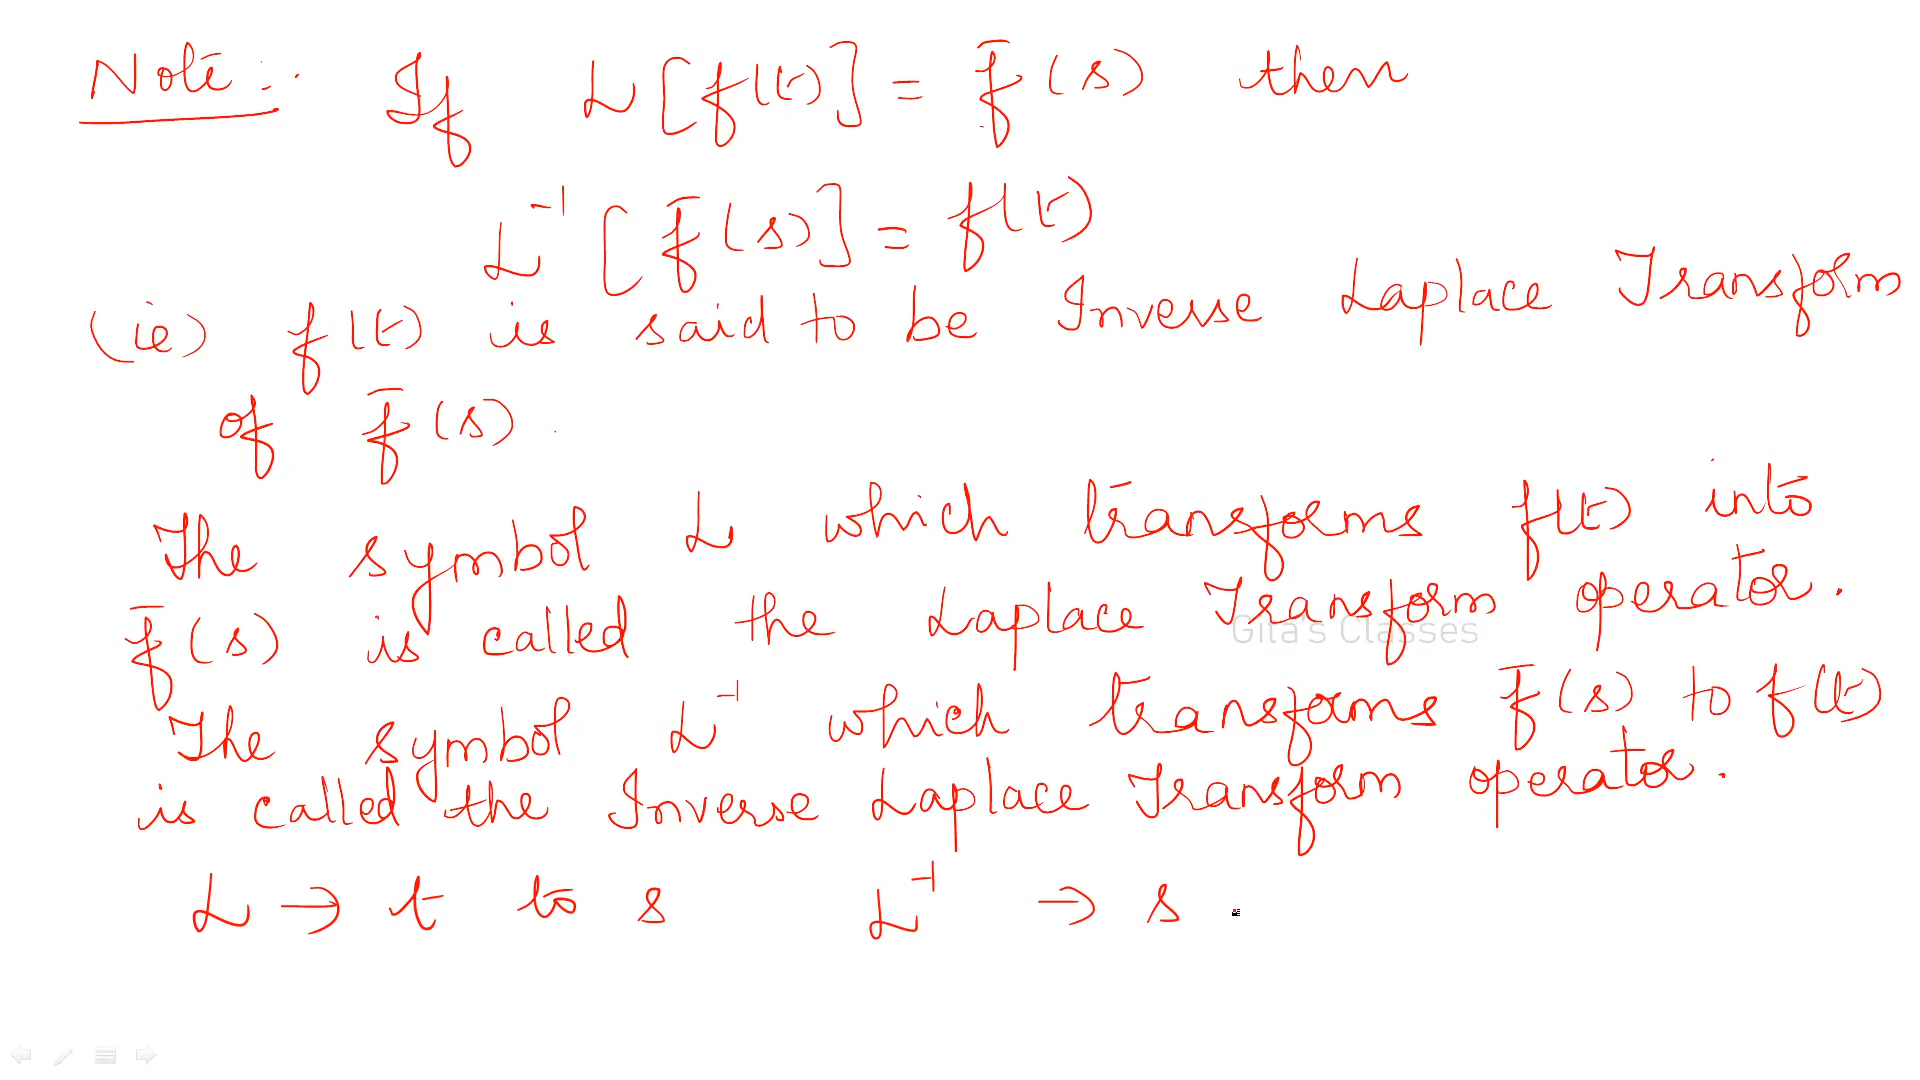 Note :- If L[f(t)] = f̄(s) then
L⁻¹[f̄(s)] = f(t)
(ie) f(t) is said to be Inverse Laplace Transform
of f̄(s).
The symbol L which transforms f(t) into
f̄(s) is called the Laplace Transform operator.
Gita's Classes
The symbol L⁻¹ which transforms f̄(s) to f(t)
is called the Inverse Laplace Transform operator.
L → t to s L⁻¹ → s